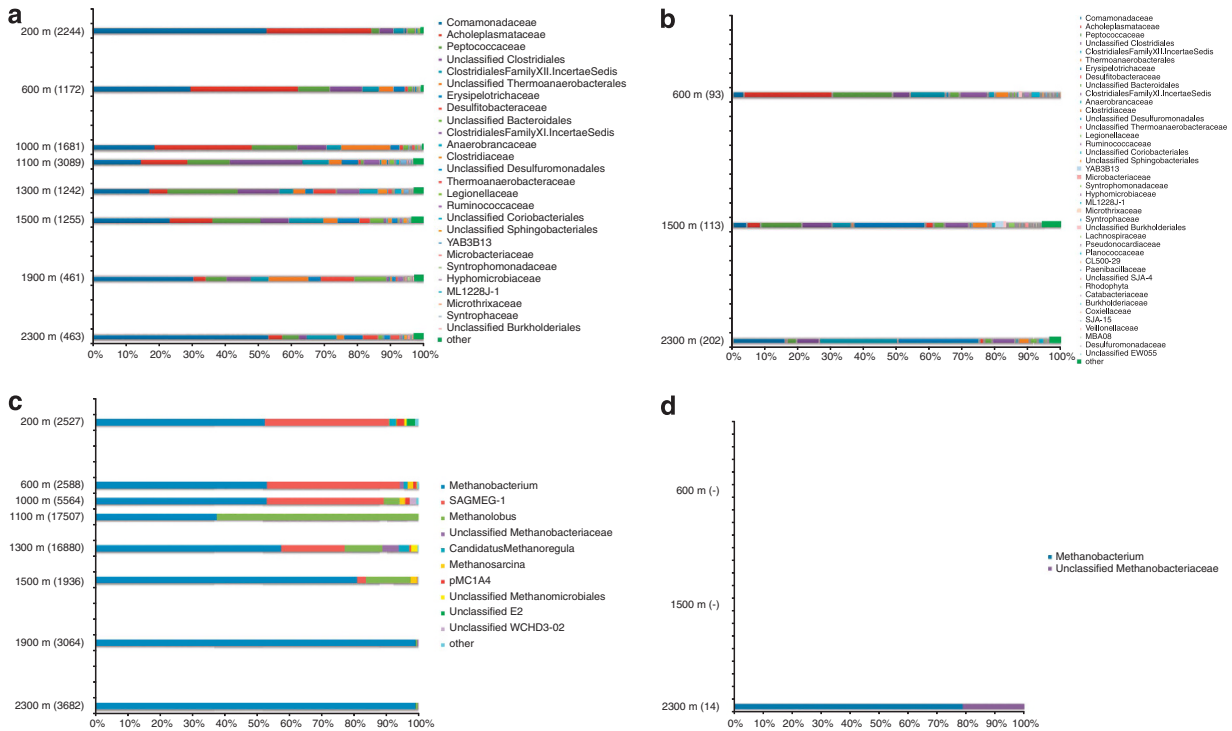 a
200 m (2244)
600 m (1172)
1000 m (1681)
1100 m (3089)
1300 m (1242)
1500 m (1255)
1900 m (461)
2300 m (463)
0% 10% 20% 30% 40% 50% 60% 70% 80% 90% 100%
Comamonadaceae
Acholeplasmataceae
Peptococcaceae
Unclassified Clostridiales
ClostridialesFamilyXII.IncertaeSedis
Unclassified Thermoanaerobacterales
Erysipelotrichaceae
Desulfitobacteraceae
Unclassified Bacteroidales
ClostridialesFamilyXI.IncertaeSedis
Anaerobrancaceae
Clostridiaceae
Unclassified Desulfuromonadales
Thermoanaerobacteraceae
Legionellaceae
Ruminococcaceae
Unclassified Coriobacteriales
Unclassified Sphingobacteriales
YAB3B13
Microbacteriaceae
Syntrophomonadaceae
Hyphomicrobiaceae
ML1228J-1
Microthrixaceae
Syntrophaceae
Unclassified Burkholderiales
other
b
600 m (93)
1500 m (113)
2300 m (202)
0% 10% 20% 30% 40% 50% 60% 70% 80% 90% 100%
Comamonadaceae
Acholeplasmataceae
Peptococcaceae
Unclassified Clostridiales
ClostridialesFamilyXII.IncertaeSedis
Thermoanaerobacterales
Erysipelotrichaceae
Desulfitobacteraceae
Unclassified Bacteroidales
ClostridialesFamilyXI.IncertaeSedis
Anaerobrancaceae
Clostridiaceae
Unclassified Desulfuromonadales
Unclassified Thermoanaerobacteraceae
Legionellaceae
Ruminococcaceae
Unclassified Coriobacteriales
Unclassified Sphingobacteriales
YAB3B13
Microbacteriaceae
Syntrophomonadaceae
Hyphomicrobiaceae
ML1228J-1
Microthrixaceae
Syntrophaceae
Unclassified Burkholderiales
Lachnospiraceae
Pseudonocardiaceae
Planococcaceae
CL500-29
Paenibacillaceae
Unclassified SJA-4
Rhodophyta
Catabacteriaceae
Burkholderiaceae
Coxiellaceae
SJA-15
Veillonellaceae
MBA08
Desulfuromonadaceae
Unclassified EW055
other
c
200 m (2527)
600 m (2588)
1000 m (5564)
1100 m (17507)
1300 m (16880)
1500 m (1936)
1900 m (3064)
2300 m (3682)
0% 10% 20% 30% 40% 50% 60% 70% 80% 90% 100%
Methanobacterium
SAGMEG-1
Methanolobus
Unclassified Methanobacteriaceae
CandidatusMethanoregula
Methanosarcina
pMC1A4
Unclassified Methanomicrobiales
Unclassified E2
Unclassified WCHD3-02
other
d
600 m (-)
1500 m (-)
2300 m (14)
0% 10% 20% 30% 40% 50% 60% 70% 80% 90% 100%
Methanobacterium
Unclassified Methanobacteriaceae